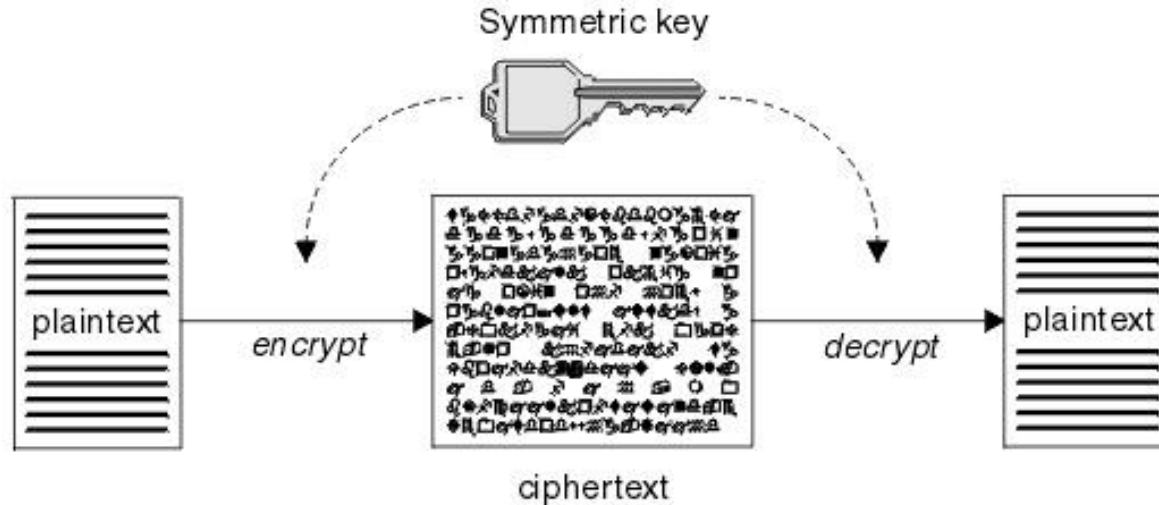 Symmetric key
plaintext
encrypt
decrypt
plaintext
ciphertext